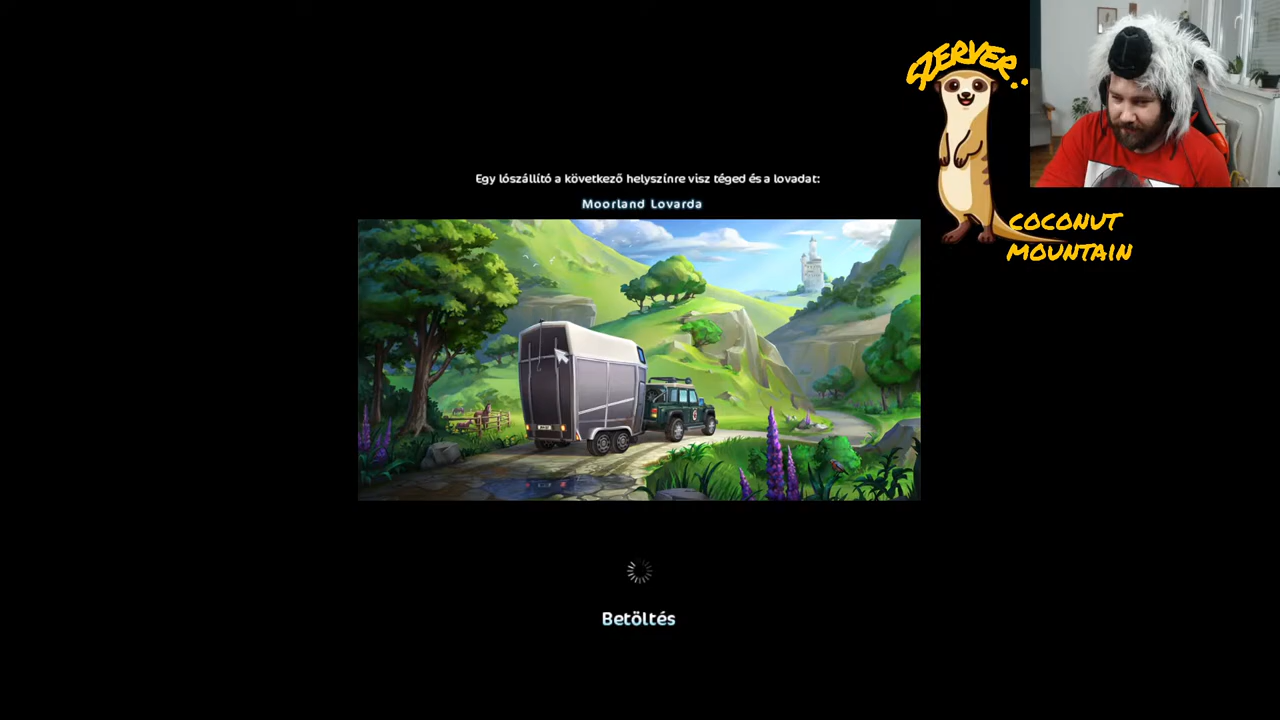 SZERVER:
Egy lószállító a következő helyszínre visz téged és a lovadat:
Moorland Lovarda
COCONUT
MOUNTAIN
Betöltés